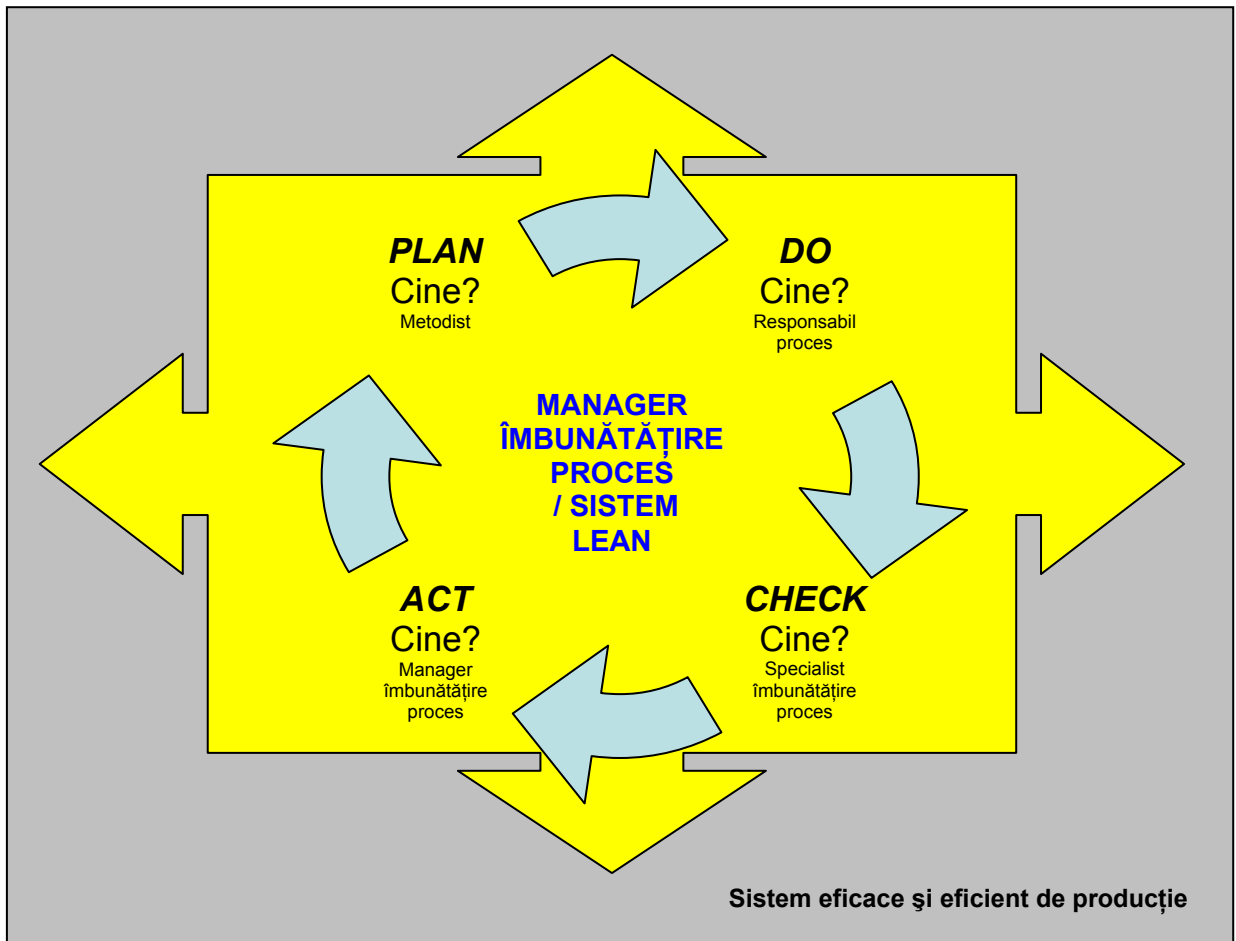 PLAN
Cine?
Metodist
DO
Cine?
Responsabil
proces
MANAGER
ÎMBUNĂTĂȚIRE
PROCES
/ SISTEM
LEAN
ACT
Cine?
Manager
îmbunătățire
proces
CHECK
Cine?
Specialist
îmbunătățire
proces
Sistem eficace şi eficient de producție